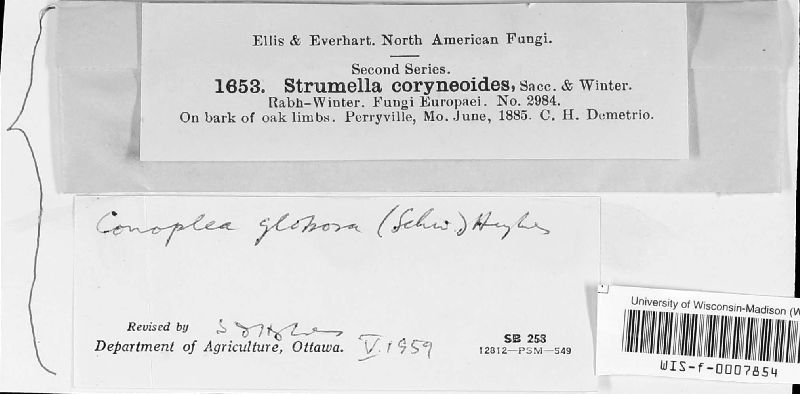 Ellis & Everhart. North American Fungi.
Second Series.
1653. Strumella coryneoides, Sacc. & Winter.
Rabh-Winter. Fungi Europaei. No. 2984.
On bark of oak limbs. Perryville, Mo. June, 1885. C. H. Demetrio.
Conoplea globosa (Schw.) Hughes
Revised by S J Hughes
Department of Agriculture, Ottawa. V. 1959
SB 253
12812—PSM—549
University of Wisconsin-Madison (W
WIS-f-0007854